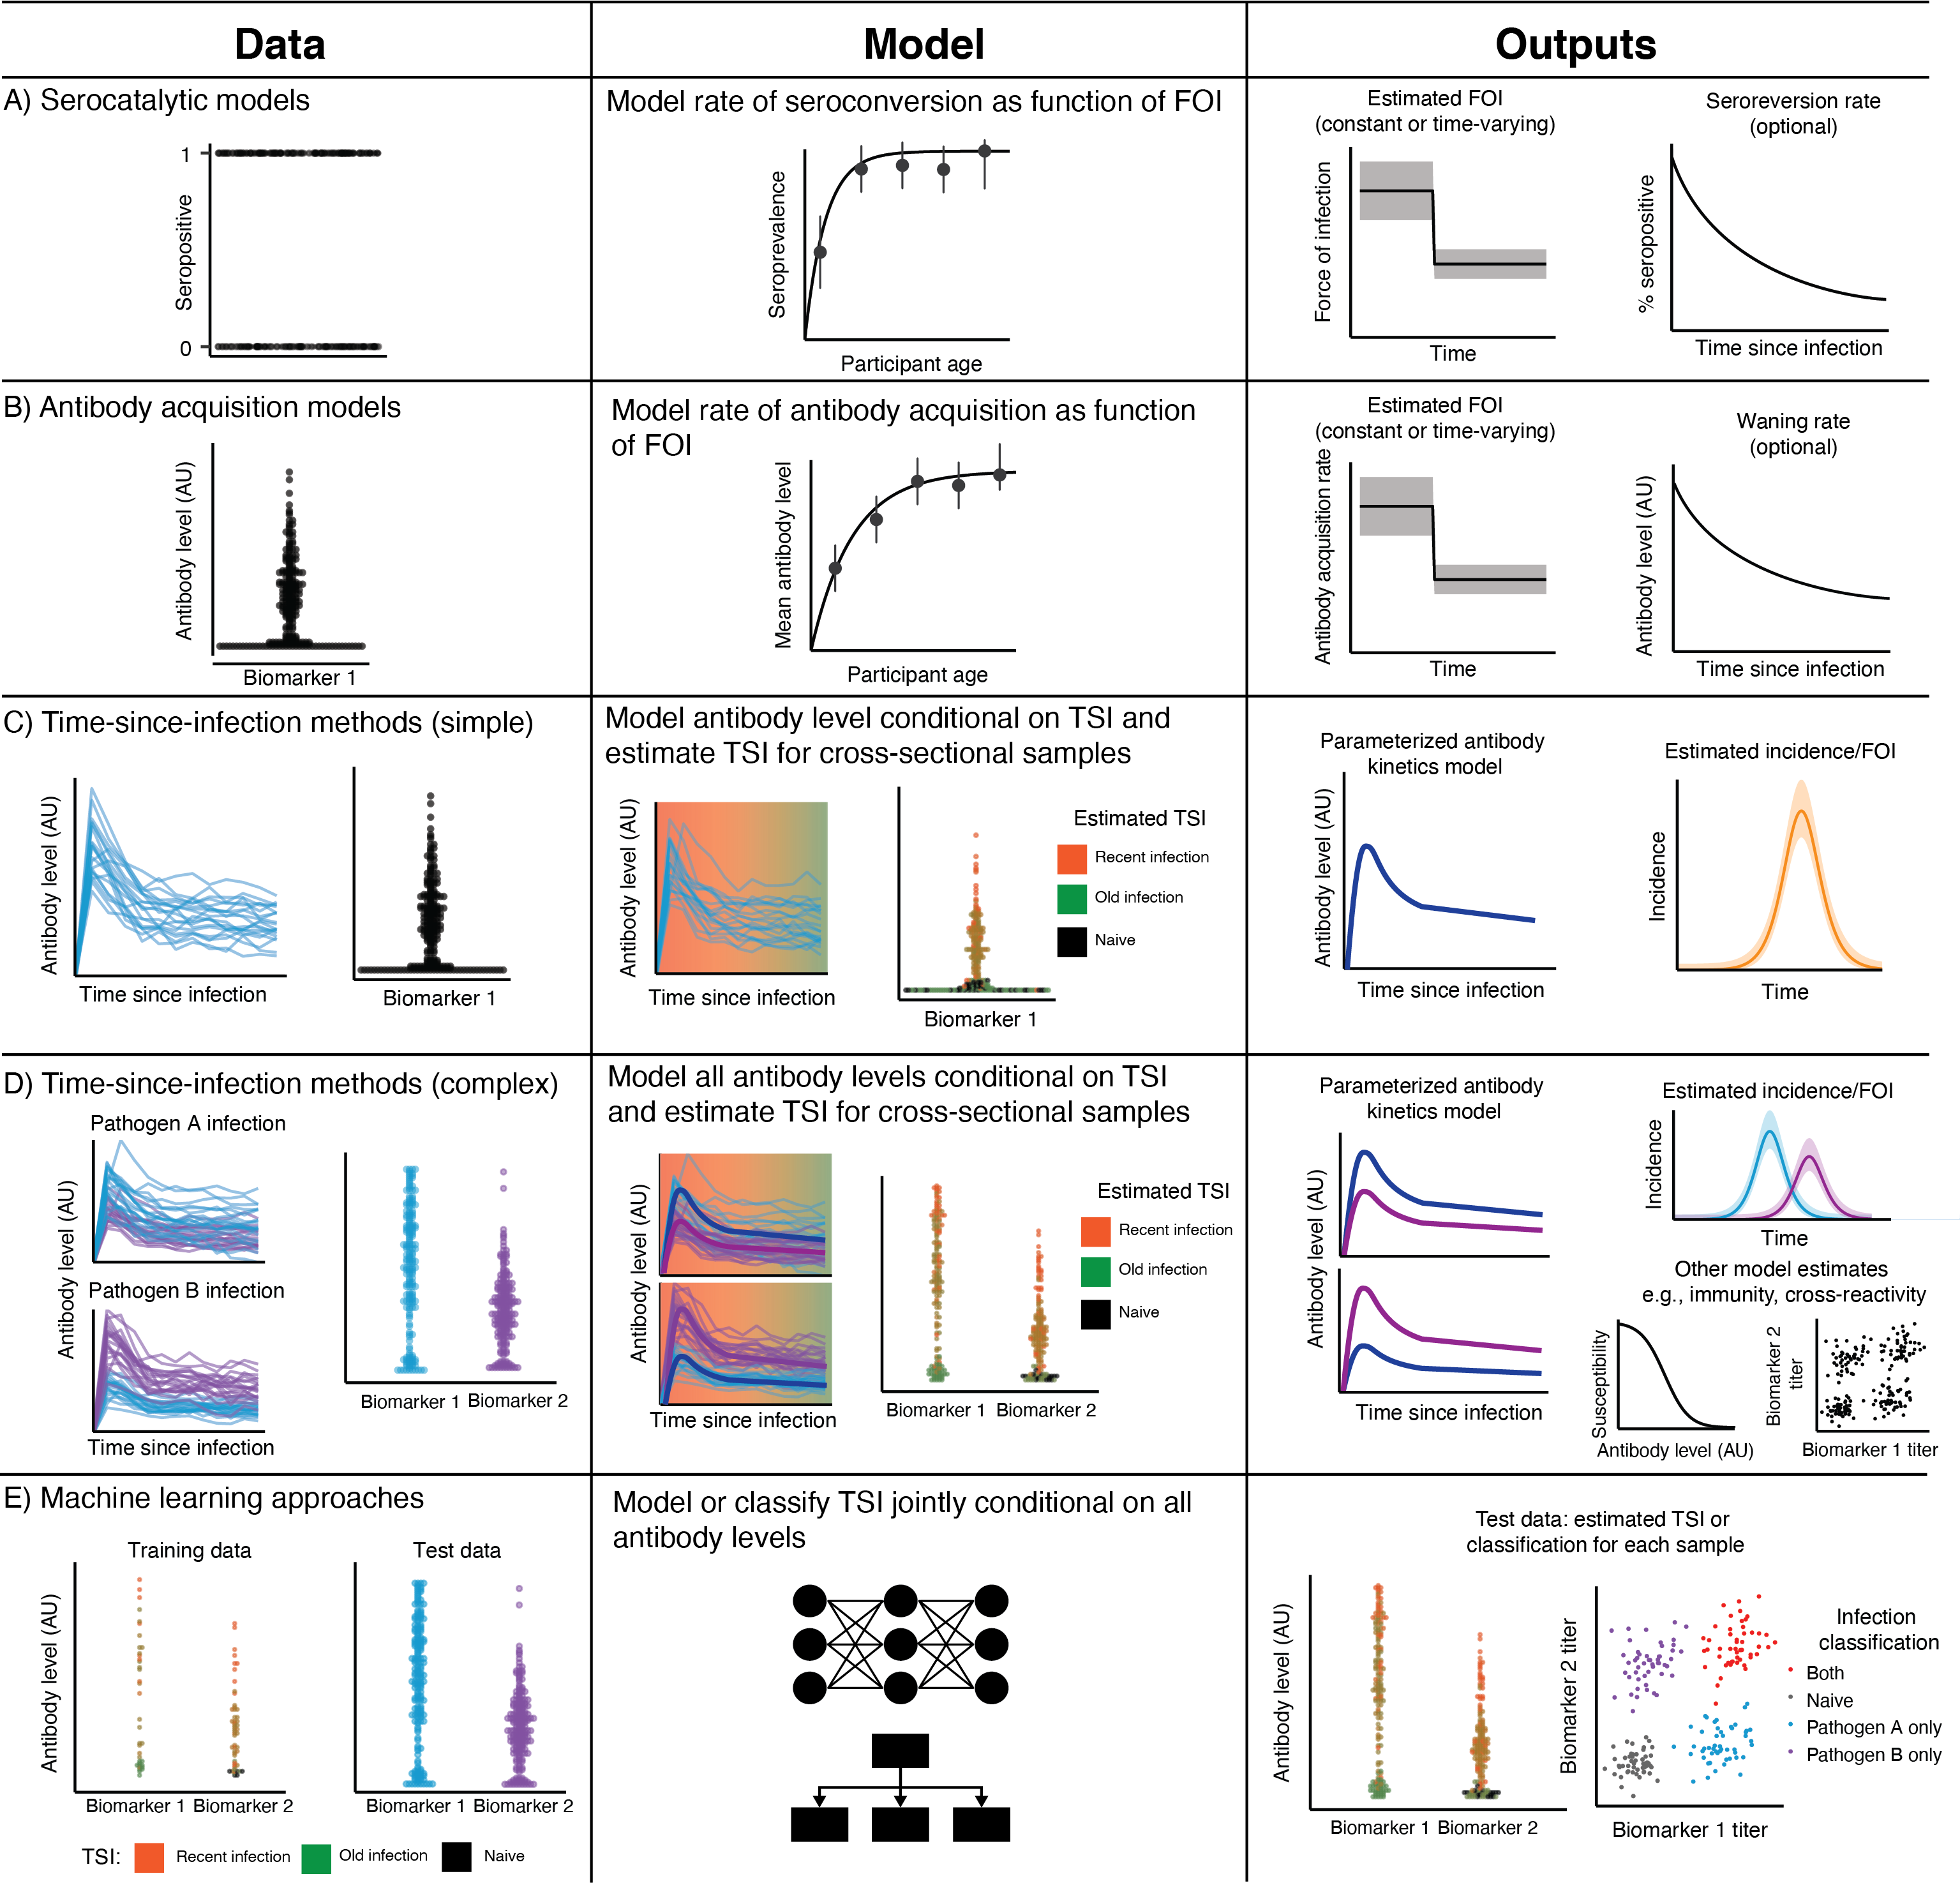 Data
Model
Outputs
A) Serocatalytic models
1
0
Seropositive
Model rate of seroconversion as function of FOI
Seroprevalence
Participant age
Estimated FOI
(constant or time-varying)
Force of infection
Time
Seroreversion rate
(optional)
% seropositive
Time since infection
B) Antibody acquisition models
Antibody level (AU)
Biomarker 1
Model rate of antibody acquisition as function
of FOI
Mean antibody level
Participant age
Estimated FOI
(constant or time-varying)
Antibody acquisition rate
Time
Waning rate
(optional)
Antibody level (AU)
Time since infection
C) Time-since-infection methods (simple)
Antibody level (AU)
Time since infection
Biomarker 1
Model antibody level conditional on TSI and
estimate TSI for cross-sectional samples
Antibody level (AU)
Time since infection
Biomarker 1
Estimated TSI
Recent infection
Old infection
Naive
Parameterized antibody
kinetics model
Antibody level (AU)
Time since infection
Estimated incidence/FOI
Incidence
Time
D) Time-since-infection methods (complex)
Pathogen A infection
Pathogen B infection
Antibody level (AU)
Time since infection
Biomarker 1
Biomarker 2
Model all antibody levels conditional on TSI
and estimate TSI for cross-sectional samples
Antibody level (AU)
Time since infection
Biomarker 1
Biomarker 2
Estimated TSI
Recent infection
Old infection
Naive
Parameterized antibody
kinetics model
Antibody level (AU)
Time since infection
Estimated incidence/FOI
Incidence
Time
Other model estimates
e.g., immunity, cross-reactivity
Susceptibility
Antibody level (AU)
Biomarker 2
titer
Biomarker 1 titer
E) Machine learning approaches
Training data
Antibody level (AU)
Biomarker 1
Biomarker 2
Test data
Biomarker 1
Biomarker 2
TSI:
Recent infection
Old infection
Naive
Model or classify TSI jointly conditional on all
antibody levels
Test data: estimated TSI or
classification for each sample
Antibody level (AU)
Biomarker 1
Biomarker 2
Biomarker 2 titer
Biomarker 1 titer
Infection
classification
Both
Naive
Pathogen A only
Pathogen B only